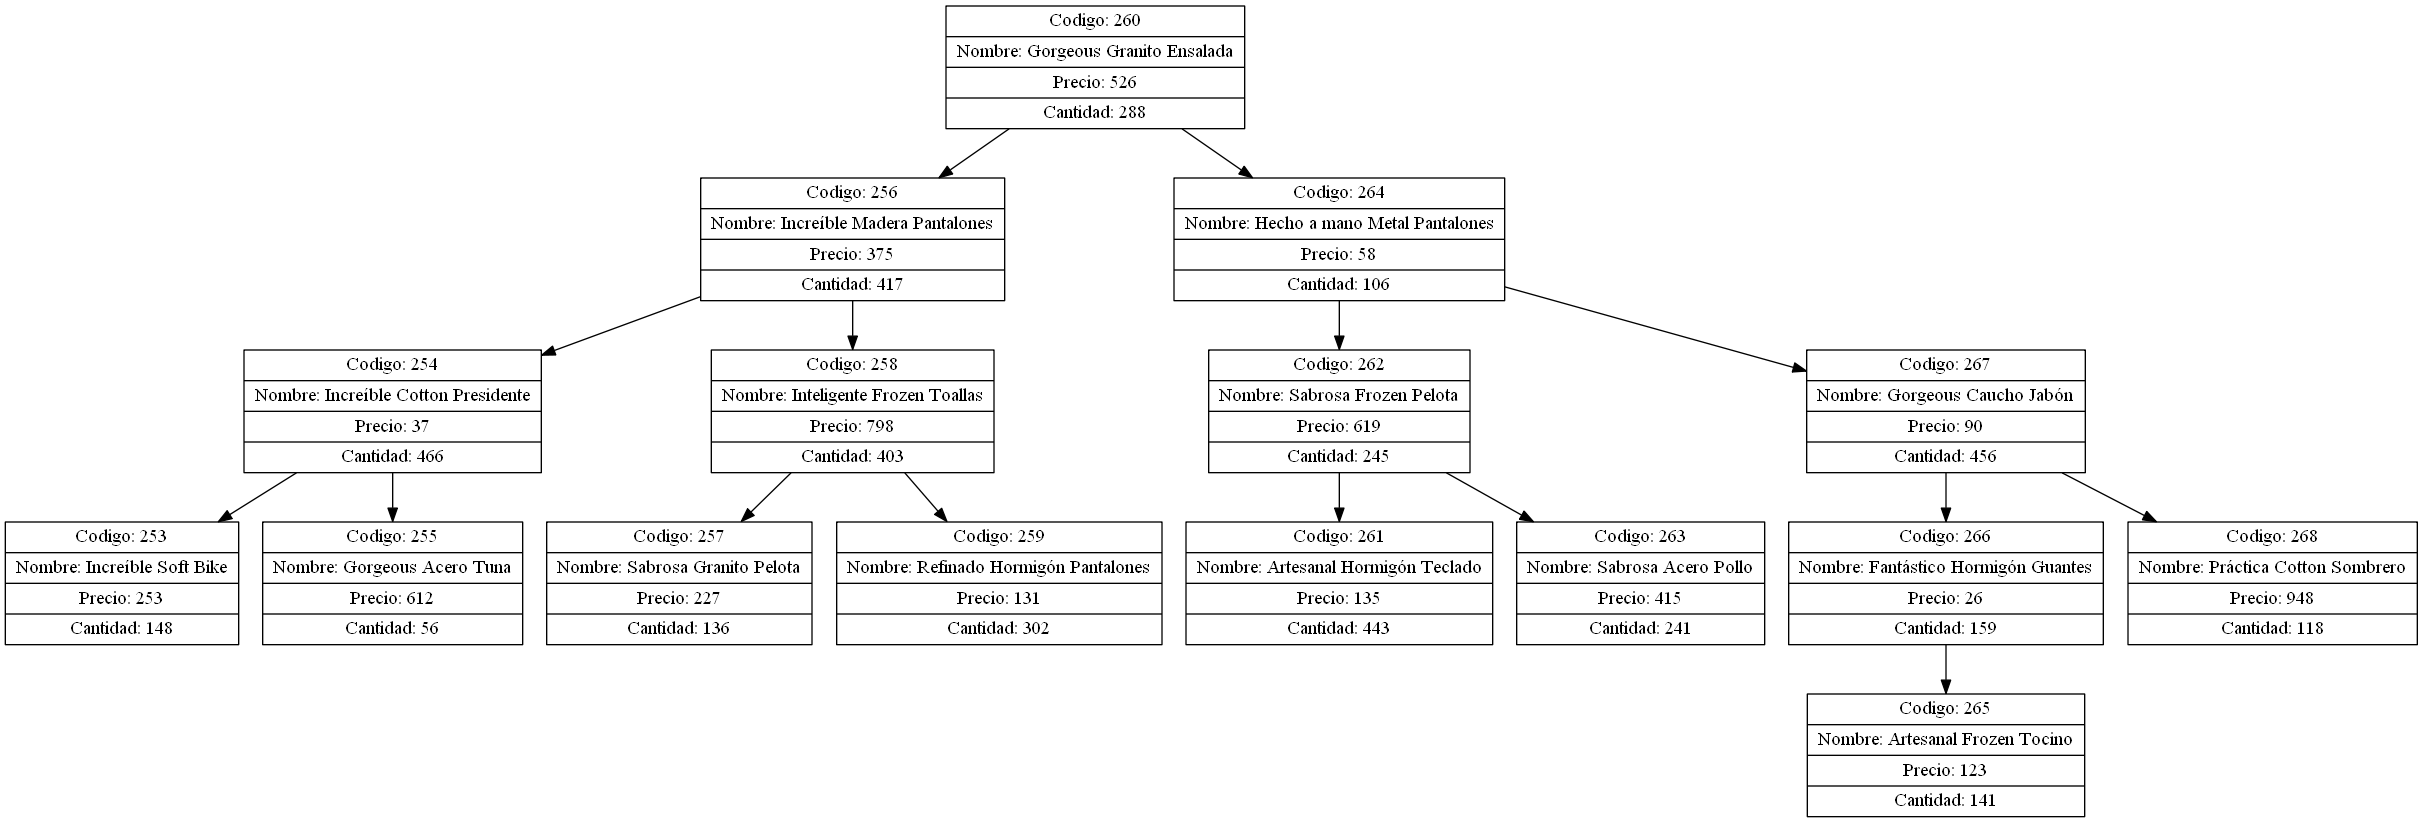 Codigo: 260
Nombre: Gorgeous Granito Ensalada
Precio: 526
Cantidad: 288
Codigo: 256
Nombre: Increíble Madera Pantalones
Precio: 375
Cantidad: 417
Codigo: 264
Nombre: Hecho a mano Metal Pantalones
Precio: 58
Cantidad: 106
Codigo: 254
Nombre: Increíble Cotton Presidente
Precio: 37
Cantidad: 466
Codigo: 258
Nombre: Inteligente Frozen Toallas
Precio: 798
Cantidad: 403
Codigo: 262
Nombre: Sabrosa Frozen Pelota
Precio: 619
Cantidad: 245
Codigo: 267
Nombre: Gorgeous Caucho Jabón
Precio: 90
Cantidad: 456
Codigo: 253
Nombre: Increíble Soft Bike
Precio: 253
Cantidad: 148
Codigo: 255
Nombre: Gorgeous Acero Tuna
Precio: 612
Cantidad: 56
Codigo: 257
Nombre: Sabrosa Granito Pelota
Precio: 227
Cantidad: 136
Codigo: 259
Nombre: Refinado Hormigón Pantalones
Precio: 131
Cantidad: 302
Codigo: 261
Nombre: Artesanal Hormigón Teclado
Precio: 135
Cantidad: 443
Codigo: 263
Nombre: Sabrosa Acero Pollo
Precio: 415
Cantidad: 241
Codigo: 266
Nombre: Fantástico Hormigón Guantes
Precio: 26
Cantidad: 159
Codigo: 268
Nombre: Práctica Cotton Sombrero
Precio: 948
Cantidad: 118
Codigo: 265
Nombre: Artesanal Frozen Tocino
Precio: 123
Cantidad: 141